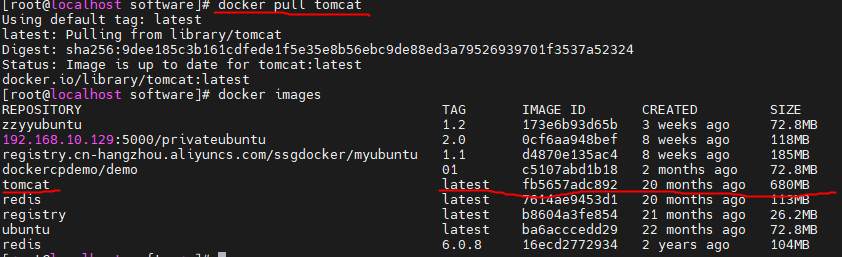 [root@localhost software]# docker pull tomcat
Using default tag: latest
latest: Pulling from library/tomcat
Digest: sha256:9dee185c3b161cdfede1f5e35e8b56ebc9de88ed3a79526939701f3537a52324
Status: Image is up to date for tomcat:latest
docker.io/library/tomcat:latest
[root@localhost software]# docker images
REPOSITORY TAG IMAGE ID CREATED SIZE
zzyyubuntu 1.2 173e6b93d65b 3 weeks ago 72.8MB
192.168.10.129:5000/privateubuntu 2.0 0cf6aa948bef 8 weeks ago 118MB
registry.cn-hangzhou.aliyuncs.com/ssgdocker/myubuntu 1.1 d4870e135ac4 8 weeks ago 185MB
dockercpdemo/demo 01 c5107abd1b18 2 months ago 72.8MB
tomcat latest fb5657adc892 20 months ago 680MB
redis latest 7614ae9453d1 20 months ago 113MB
registry latest b8604a3fe854 21 months ago 26.2MB
ubuntu latest ba6acccedd29 22 months ago 72.8MB
redis 6.0.8 16ecd2772934 2 years ago 104MB